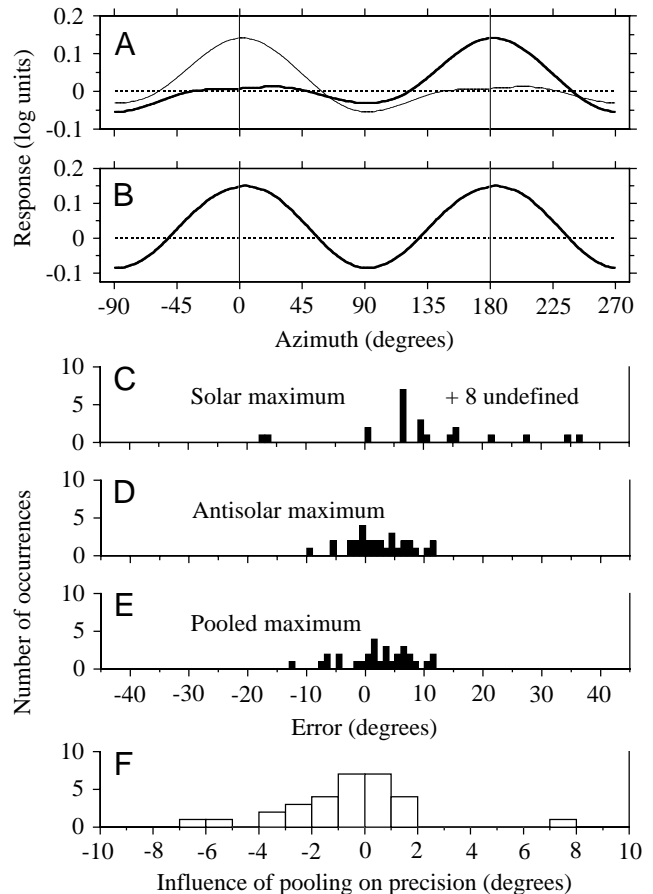 Response (log units)
A
0.2
0.1
0
-0.1
B
0.2
0.1
0
-0.1
-90 -45 0 45 90 135 180 225 270
Azimuth (degrees)
Number of occurrences
C
10
5
0
Solar maximum + 8 undefined
D
10
5
0
Antisolar maximum
E
10
5
0
Pooled maximum
-40 -30 -20 -10 0 10 20 30 40
Error (degrees)
F
10
5
0
-10 -8 -6 -4 -2 0 2 4 6 8 10
Influence of pooling on precision (degrees)